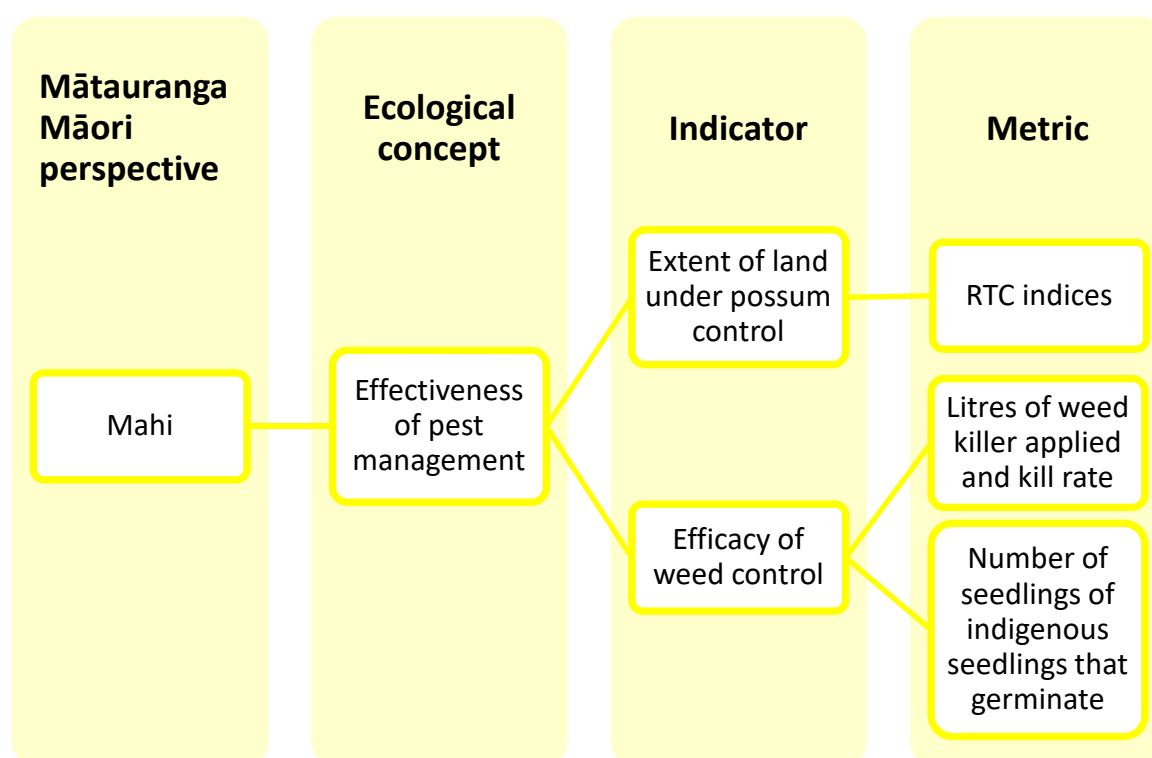 Mātauranga
Māori
perspective
Ecological
concept
Indicator
Metric
Mahi
Effectiveness
of pest
management
Extent of land
under possum
control
Efficacy of
weed control
RTC indices
Litres of weed
killer applied
and kill rate
Number of
seedlings of
indigenous
seedlings that
germinate